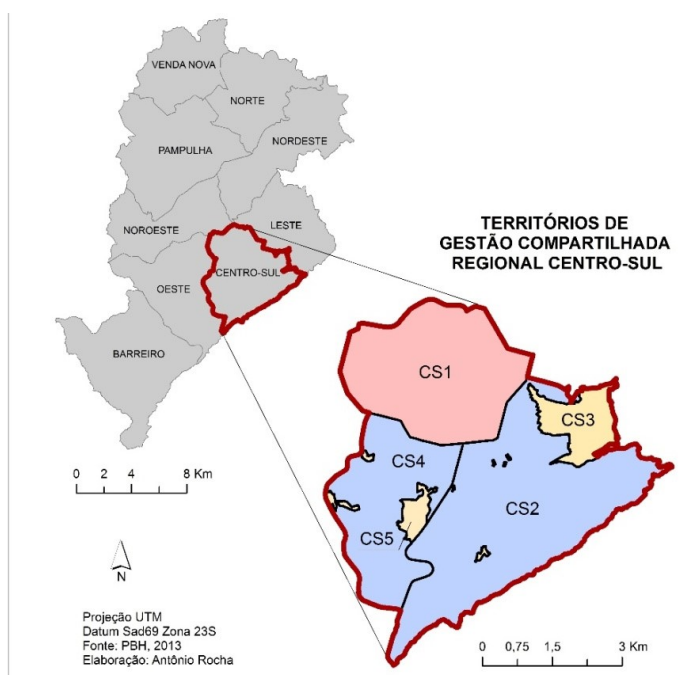 VENDA NOVA
NORTE
NORDESTE
PAMPULHA
NOROESTE
LESTE
CENTRO-SUL
OESTE
BARREIRO
0 2 4 8 Km
N
Projeção UTM
Datum Sad69 Zona 23S
Fonte: PBH, 2013
Elaboração: Antônio Rocha
TERRITÓRIOS DE
GESTÃO COMPARTILHADA
REGIONAL CENTRO-SUL
CS1
CS3
CS4
CS2
CS5
0 0,75 1,5 3 Km